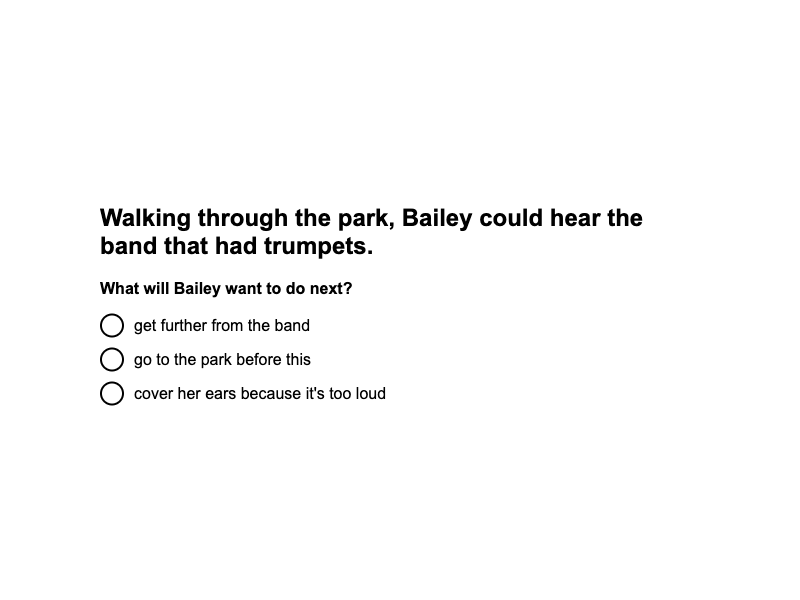 Walking through the park, Bailey could hear the
band that had trumpets.
What will Bailey want to do next?
get further from the band
go to the park before this
cover her ears because it's too loud